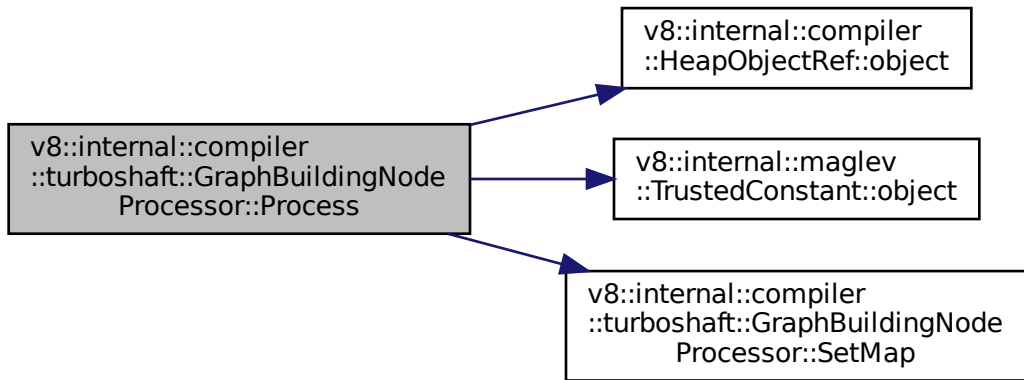 v8::internal::compiler
::HeapObjectRef::object
v8::internal::compiler
::turboshaft::GraphBuildingNode
Processor::Process
v8::internal::maglev
::TrustedConstant::object
v8::internal::compiler
::turboshaft::GraphBuildingNode
Processor::SetMap